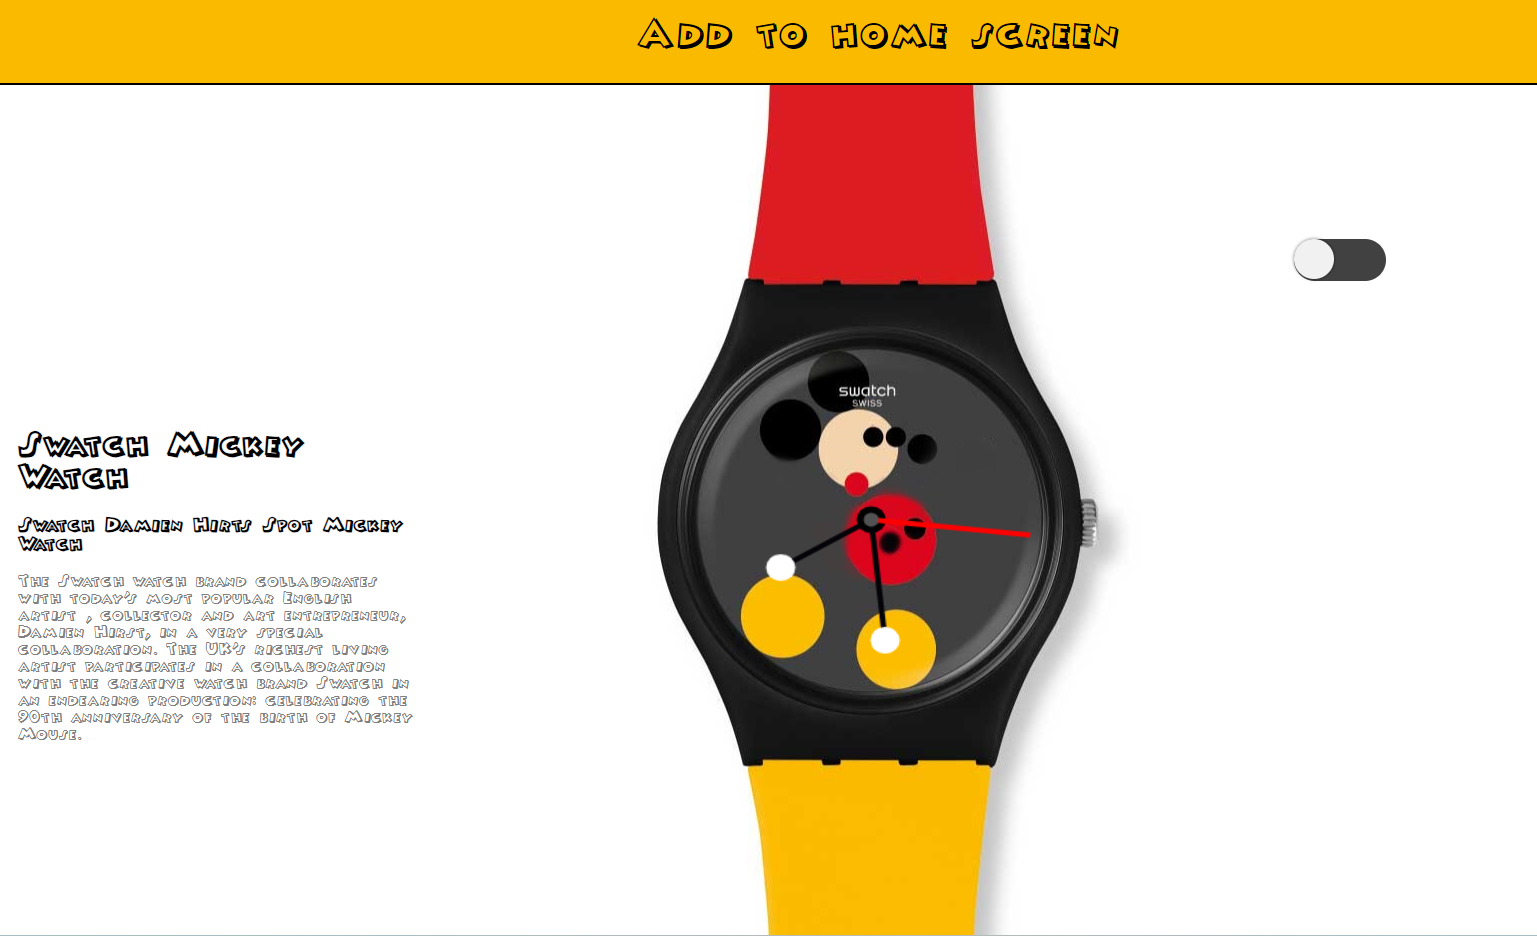 Add to home screen
swatch
SWISS
Swatch Mickey
Watch
Swatch Damien Hirts Spot Mickey
Watch
The Swatch watch brand collaborates
with today's most popular English
artist , collector and art entrepreneur,
Damien Hirst, in a very special
collaboration. The UK's richest living
artist participates in a collaboration
with the creative watch brand Swatch in
an endearing production: celebrating the
90th anniversary of the birth of Mickey
Mouse.